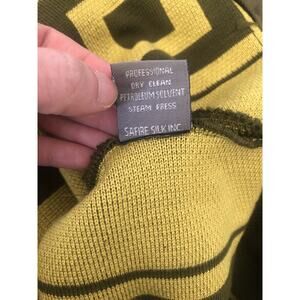 PROFESSIONAL
DRY CLEAN
PETROLEUM SOLVENT
STEAM PRESS
SAFIRE SILK INC